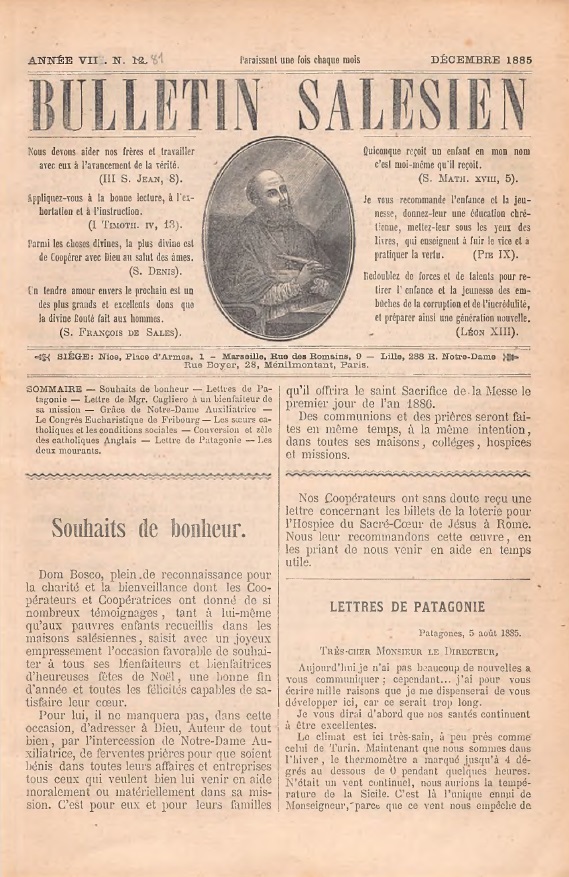 ANNÉE VII. N. 12. 81
Paraissant une fois chaque mois
DÉCEMBRE 1885
BULLETIN SALESIEN
Nous devons aider nos frères et travailler
avec eux à l'avancement de la vérité.
(III S. JEAN, 8).
Appliquez-vous à la bonne lecture, à l'ex-
hortation et à l'instruction.
(I TIMOTH. IV, 13).
Parmi les choses divines, la plus divine est
de Coopérer avec Dieu au salut des âmes.
(S. DENIS).
Un tendre amour envers le prochain est un
des plus grands et excellents dons que
la divine Bonté fait aux hommes.
(S. FRANÇOIS DE SALES).
Quiconque reçoit un enfant en mon nom
c'est moi-même qu'il reçoit.
(S. MATH. XVIII, 5).
Je vous recommande l'enfance et la jeu-
nesse, donnez-leur une éducation chré-
tienne, mettez-leur sous les yeux des
livres, qui enseignent à fuir le vice et à
pratiquer la vertu. (PIE IX).
Redoublez de forces et de talents pour re-
tirer l'enfance et la jeunesse des em-
bûches de la corruption et de l'incrédulité,
et préparer ainsi une génération nouvelle.
(LÉON XIII).
SIÈGE: Nice, Place d'Armes, 1 — Marseille, Rue des Romains, 9 — Lille, 288 R. Notre-Dame
Rue Boyer, 28, Ménilmontant, Paris.
SOMMAIRE — Souhaits de bonheur — Lettres de Pa-
tagonie — Lettre de Mgr. Cagliero à un bienfaiteur de
sa mission — Grâce de Notre-Dame Auxiliatrice —
Le Congrès Eucharistique de Fribourg — Les sœurs ca-
tholiques et les conditions sociales — Conversion et zèle
des catholiques Anglais — Lettre de Patagonie — Les
deux mourants.
Souhaits de bonheur.
Dom Bosco, plein de reconnaissance pour
la charité et la bienveillance dont les Coo-
pérateurs et Coopératrices ont donné de si
nombreux témoignages, tant à lui-même
qu'aux pauvres enfants recueillis dans les
maisons salésiennes, saisit avec un joyeux
empressement l'occasion favorable de souhai-
ter à tous ses bienfaiteurs et bienfaitrices
d'heureuses fêtes de Noël, une bonne fin
d'année et toutes les félicités capables de sa-
tisfaire leur cœur.
Pour lui, il ne manquera pas, dans cette
occasion, d'adresser à Dieu, Auteur de tout
bien, par l'intercession de Notre-Dame Au-
xiliatrice, de ferventes prières pour que soient
bénis dans toutes leurs affaires et entreprises
tous ceux qui veulent bien lui venir en aide
moralement ou matériellement dans sa mis-
sion. C'est pour eux et pour leurs familles
qu'il offrira le saint Sacrifice de la Messe le
premier jour de l'an 1886.
Des communions et des prières seront fai-
tes en même temps, à la même intention,
dans toutes ses maisons, colléges, hospices
et missions.
Nos Coopérateurs ont sans doute reçu une
lettre concernant les billets de la loterie pour
l'Hospice du Sacré-Cœur de Jésus à Rome.
Nous leur recommandons cette œuvre, en
les priant de nous venir en aide en temps
utile.
LETTRES DE PATAGONIE
Patagones, 5 août 1885.
TRÈS-CHER MONSIEUR LE DIRECTEUR,
Aujourd'hui je n'ai pas beaucoup de nouvelles a
vous communiquer; cependant... j'ai pour vous
écrire mille raisons que je me dispenserai de vous
développer ici, car ce serait trop long.
Je vous dirai d'abord que nos santés continuent
à être excellentes.
Le climat est ici très-sain, à peu près comme
celui de Turin. Maintenant que nous sommes dans
l'hiver, le thermomètre a marqué jusqu'à 4 dé-
grés au dessous de 0 pendant quelques heures.
N'était un vent continuel, nous aurions la tempé-
rature de la Sicile. C'est là l'unique ennui de
Monseigneur, parce que ce vent nous empêche de